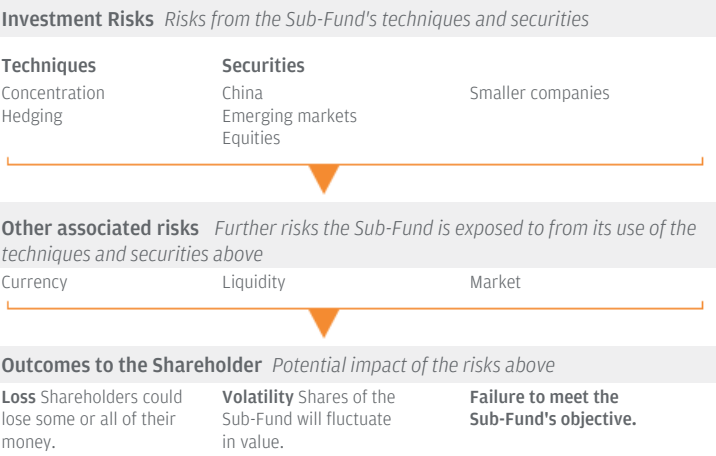 Investment Risks Risks from the Sub-Fund's techniques and securities
Techniques
Concentration
Hedging
Securities
China
Emerging markets
Equities
Smaller companies
Other associated risks Further risks the Sub-Fund is exposed to from its use of the
techniques and securities above
Currency
Liquidity
Market
Outcomes to the Shareholder Potential impact of the risks above
Loss Shareholders could
lose some or all of their
money.
Volatility Shares of the
Sub-Fund will fluctuate
in value.
Failure to meet the
Sub-Fund's objective.